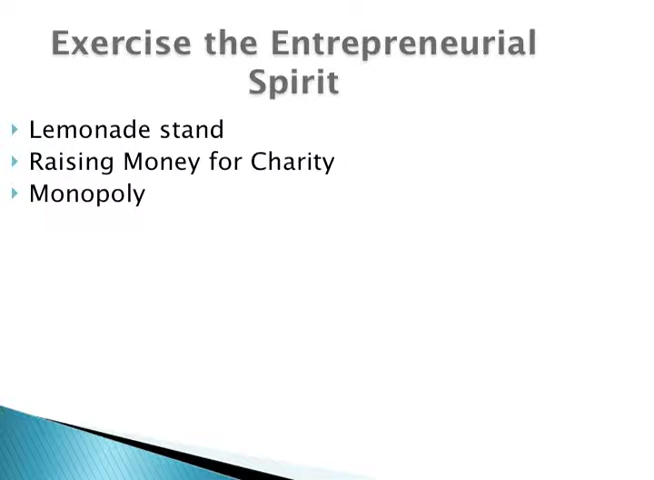 Exercise the Entrepreneurial
Spirit
Lemonade stand
Raising Money for Charity
Monopoly